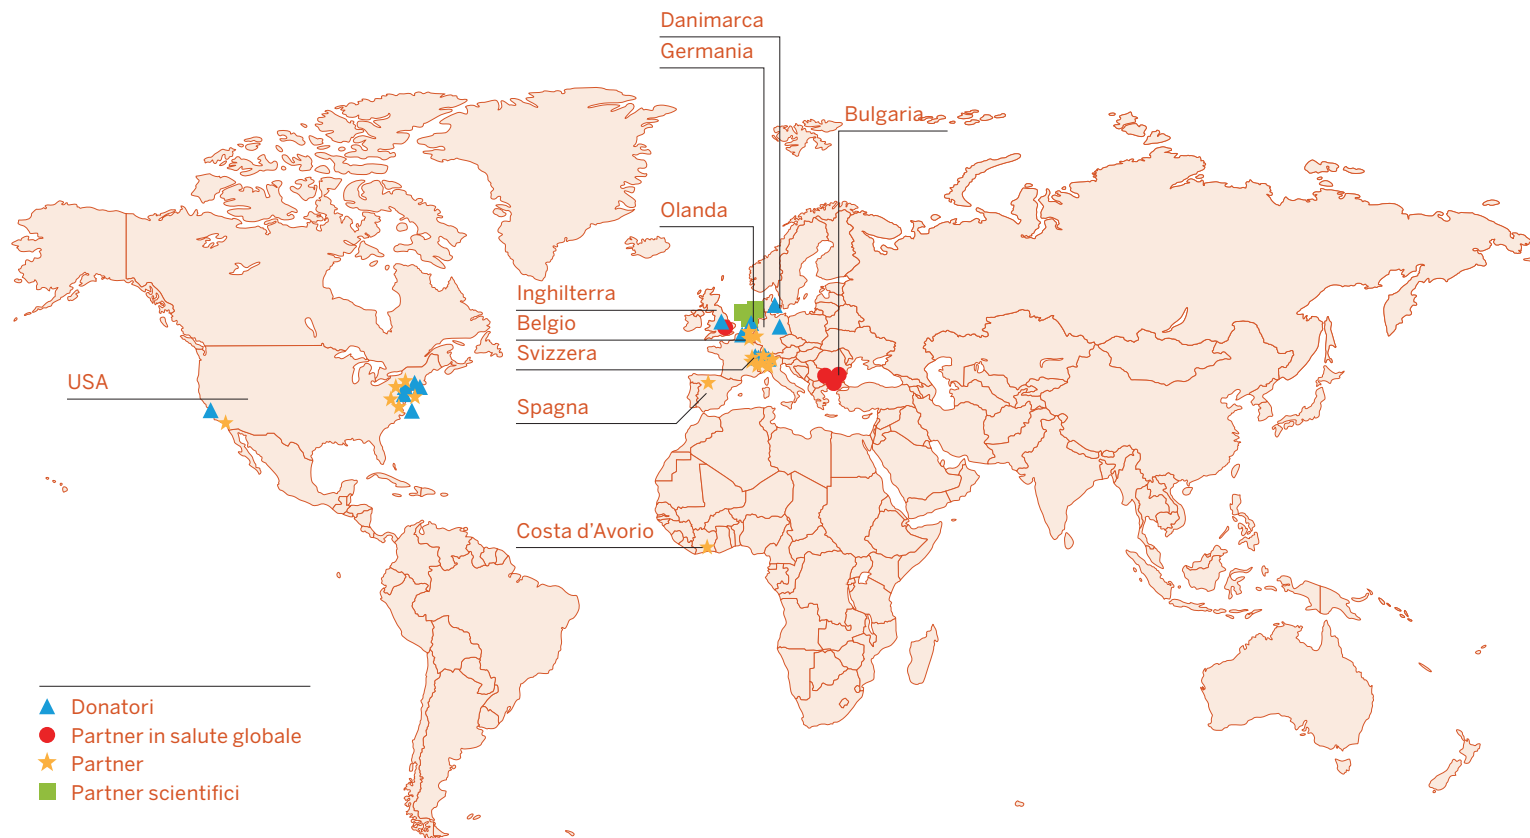 Danimarca
Germania
Bulgaria
Olanda
Inghilterra
Belgio
Svizzera
USA
Spagna
Costa d’Avorio
Donatori
Partner in salute globale
Partner
Partner scientifici